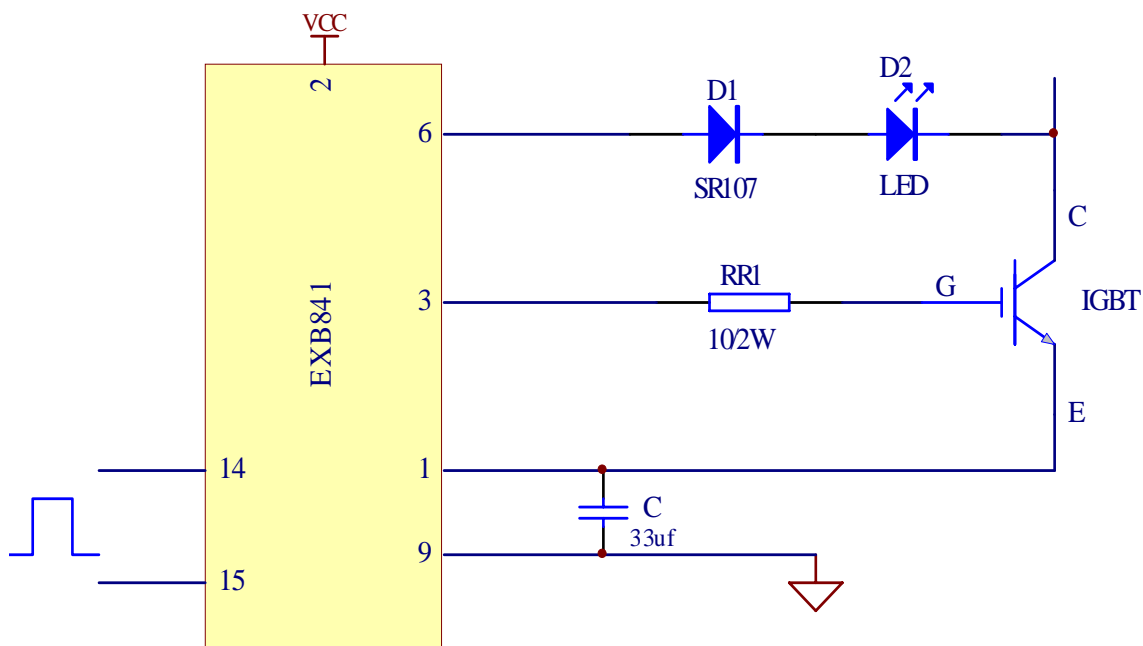 VCC
2
D1
D2
6
SR107
LED
C
RR1
G
3
IGBT
10/2W
EXB841
E
14
1
C
33uf
9
15